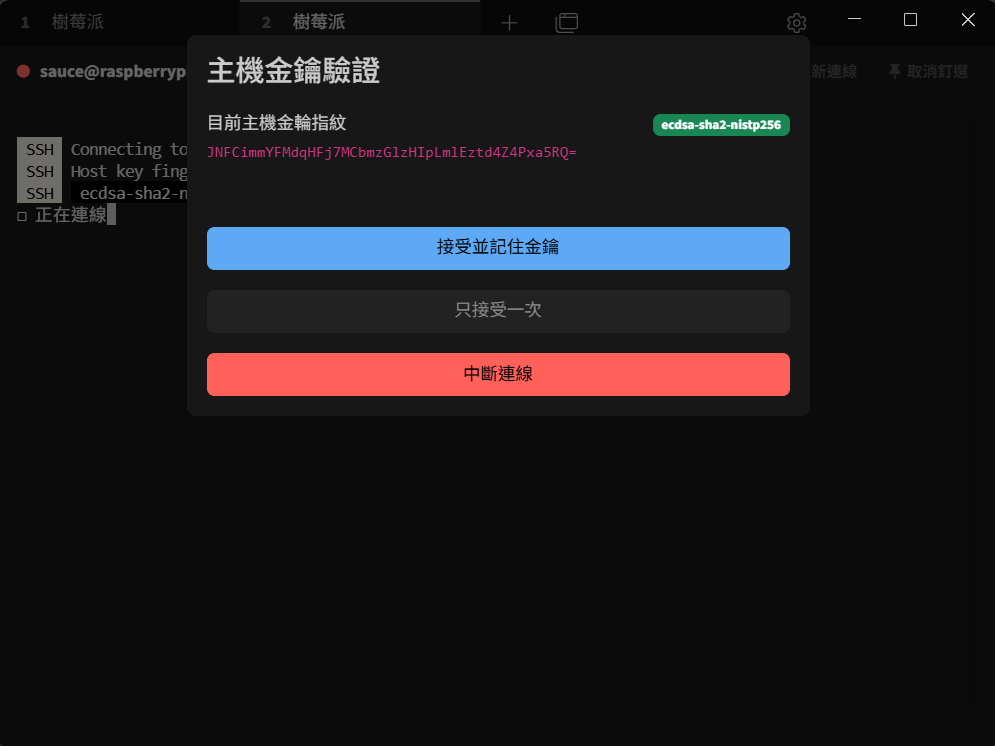 1 樹莓派
2 樹莓派
sauce@raspberryp
新連線
取消釘選
主機金鑰驗證
目前主機金輪指紋
ecdsa-sha2-nistp256
JNFCimmYFMdqHFj7MCbmzGlzHIpLmlEztd4Z4Pxa5RQ=
SSH Connecting to
SSH Host key fing
SSH ecdsa-sha2-n
正在連線
接受並記住金鑰
只接受一次
中斷連線